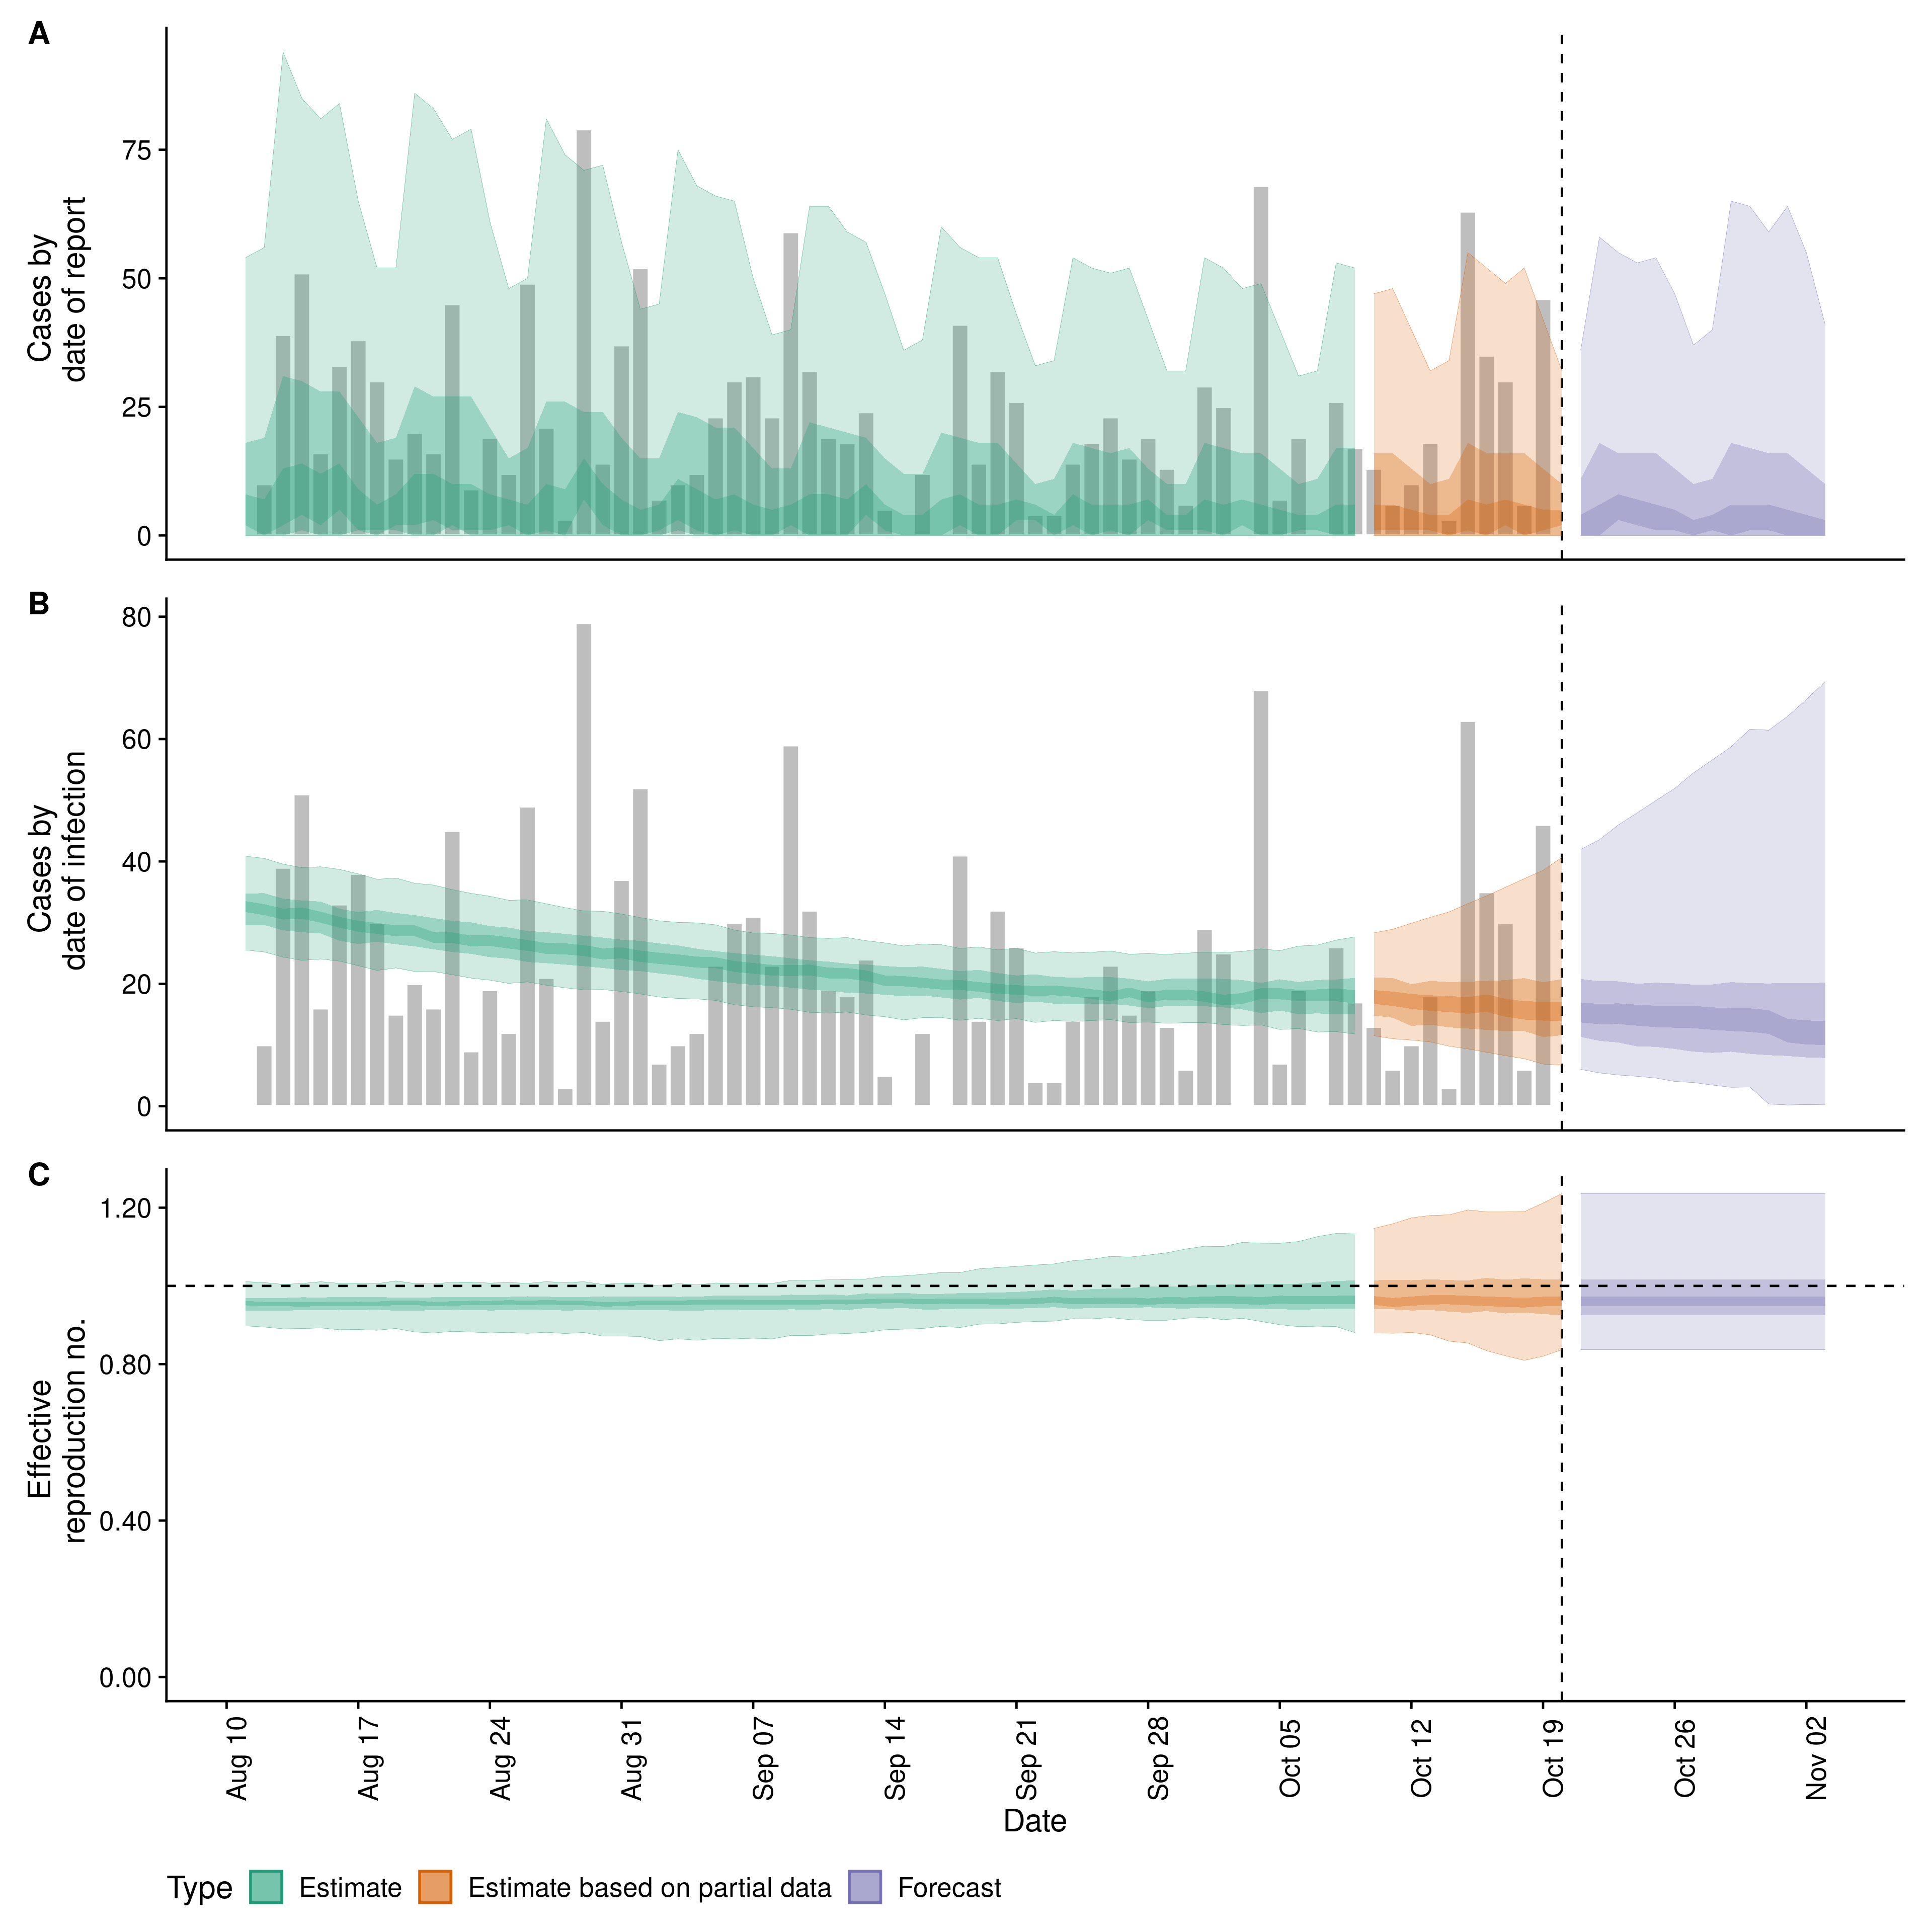 A
Cases by
date of report
75
50
25
0
B
Cases by
date of infection
80
60
40
20
0
C
Effective
reproduction no.
1.20
0.80
0.40
0.00
Aug 10
Aug 17
Aug 24
Aug 31
Sep 07
Sep 14
Sep 21
Sep 28
Oct 05
Oct 12
Oct 19
Oct 26
Nov 02
Date
Type Estimate Estimate based on partial data Forecast